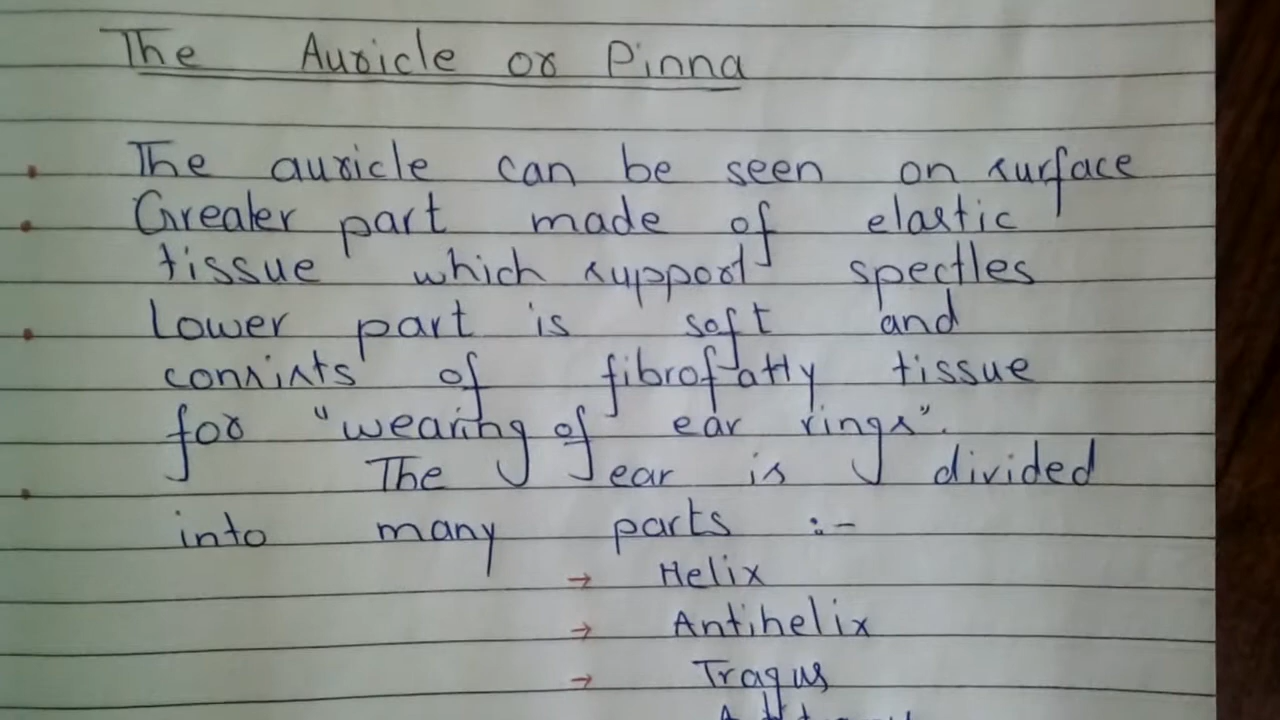 The Auricle or Pinna
The auricle can be seen on surface
Greater part made of elastic
tissue which support spectles
Lower part is soft and
consists of fibrofatty tissue
for "wearing of ear rings".
The ear is divided
into many parts :-
→ Helix
→ Antihelix
→ Tragus